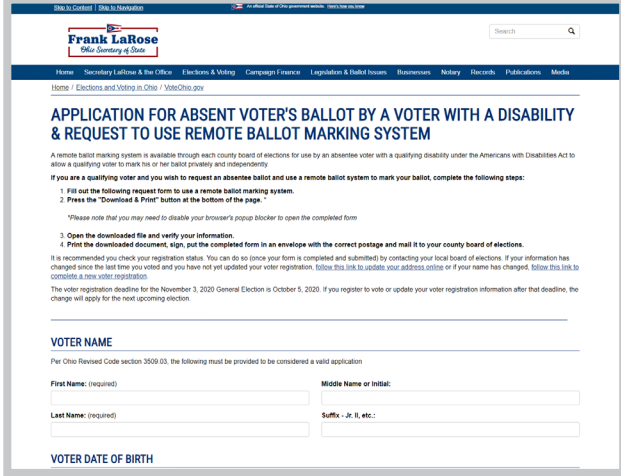 Skip to Content | Skip to Navigation
An official State of Ohio government website. Here's how you know
Frank LaRose
Ohio Secretary of State
Search
Home Secretary LaRose & the Office Elections & Voting Campaign Finance Legislation & Ballot Issues Businesses Notary Records Publications Media
Home / Elections and Voting in Ohio / VoteOhio.gov
APPLICATION FOR ABSENT VOTER'S BALLOT BY A VOTER WITH A DISABILITY
& REQUEST TO USE REMOTE BALLOT MARKING SYSTEM
A remote ballot marking system is available through each county board of elections for use by an absentee voter with a qualifying disability under the Americans with Disabilities Act to
allow a qualifying voter to mark his or her ballot privately and independently.
If you are a qualifying voter and you wish to request an absentee ballot and use a remote ballot system to mark your ballot, complete the following steps:
1. Fill out the following request form to use a remote ballot marking system.
2. Press the "Download & Print" button at the bottom of the page. *
*Please note that you may need to disable your browser's popup blocker to open the completed form
3. Open the downloaded file and verify your information.
4. Print the downloaded document, sign, put the completed form in an envelope with the correct postage and mail it to your county board of elections.
It is recommended you check your registration status. You can do so (once your form is completed and submitted) by contacting your local board of elections. If your information has
changed since the last time you voted and you have not yet updated your voter registration, follow this link to update your address online or if your name has changed, follow this link to
complete a new voter registration.
The voter registration deadline for the November 3, 2020 General Election is October 5, 2020. If you register to vote or update your voter registration information after that deadline, the
change will apply for the next upcoming election.
VOTER NAME
Per Ohio Revised Code section 3509.03, the following must be provided to be considered a valid application
First Name: (required) Middle Name or Initial:
Last Name: (required) Suffix - Jr. II, etc.:
VOTER DATE OF BIRTH